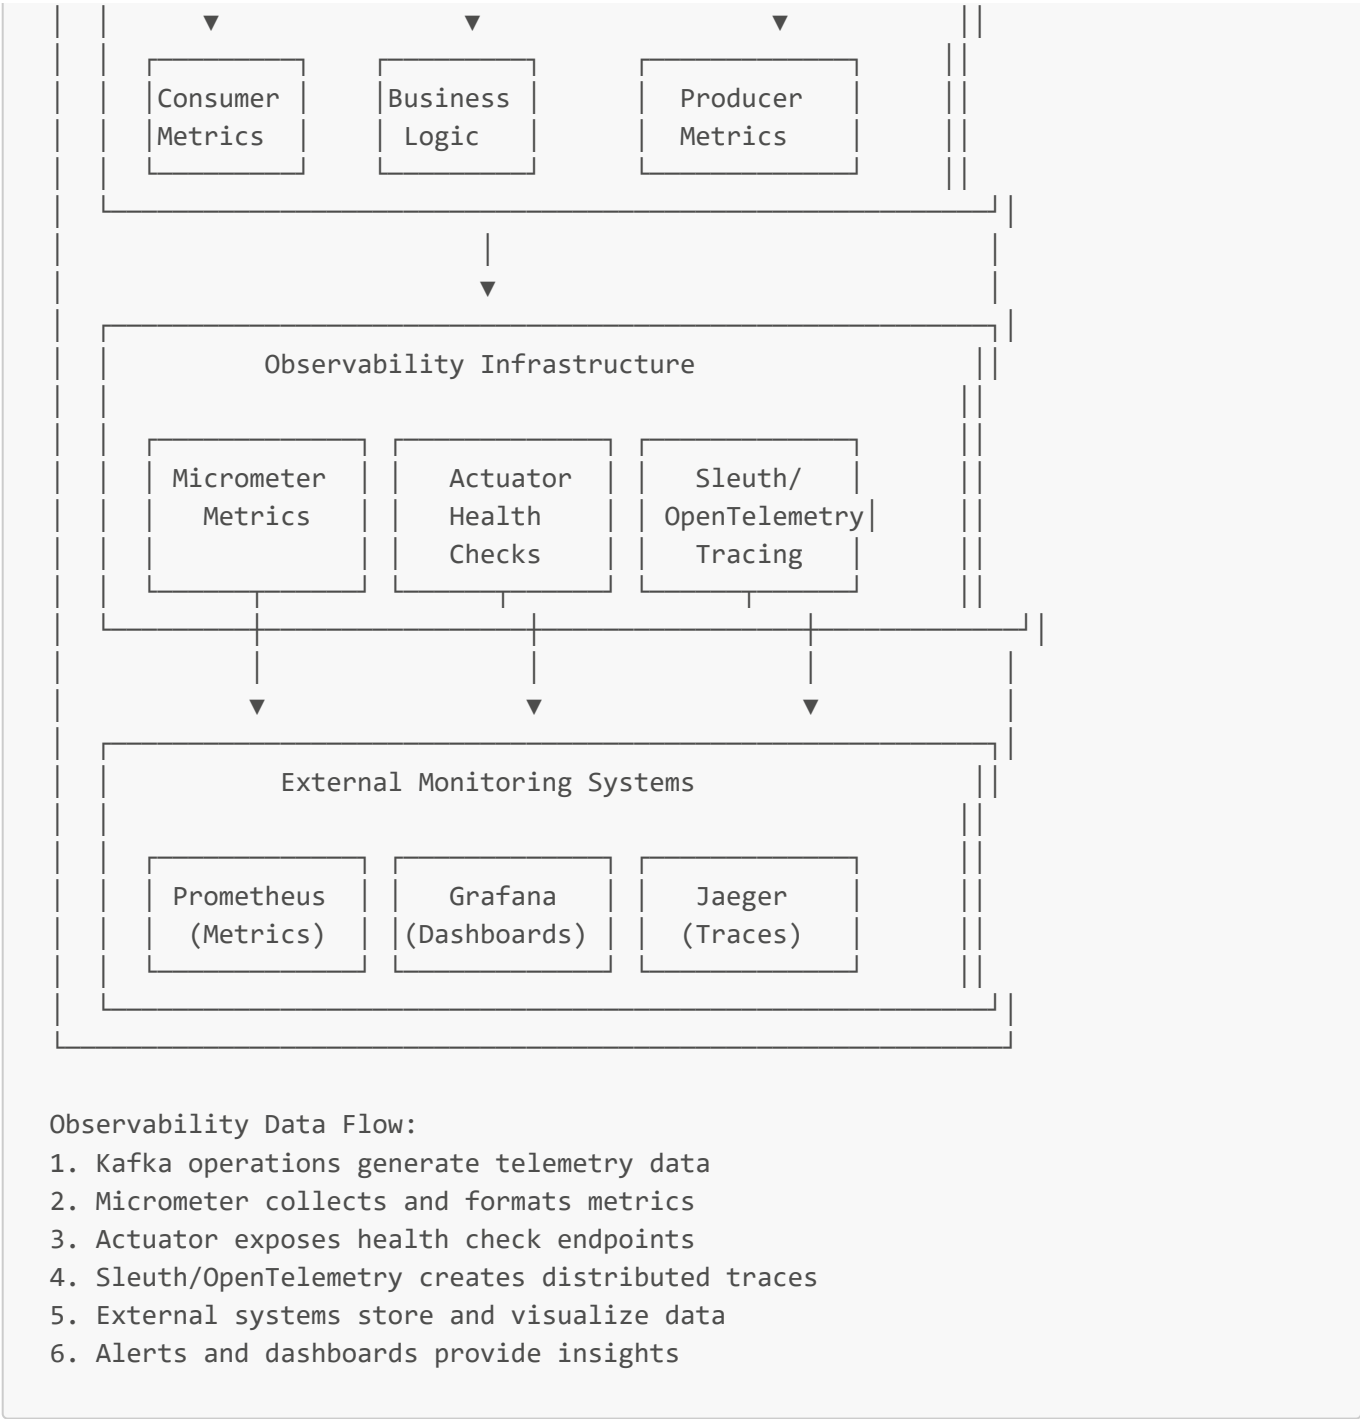 Consumer Business Producer
Metrics Logic Metrics
Observability Infrastructure
Micrometer Actuator Sleuth/
Metrics Health OpenTelemetry
Checks Tracing
External Monitoring Systems
Prometheus Grafana Jaeger
(Metrics) (Dashboards) (Traces)
Observability Data Flow:
1. Kafka operations generate telemetry data
2. Micrometer collects and formats metrics
3. Actuator exposes health check endpoints
4. Sleuth/OpenTelemetry creates distributed traces
5. External systems store and visualize data
6. Alerts and dashboards provide insights